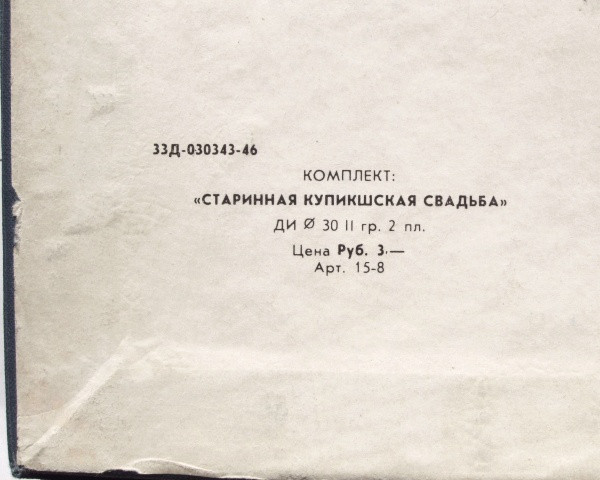 33Д-030343-46
КОМПЛЕКТ:
«СТАРИННАЯ КУПИКШСКАЯ СВАДЬБА»
ДИ Ø 30 II гр. 2 пл.
Цена Руб. 3.—
Арт. 15-8